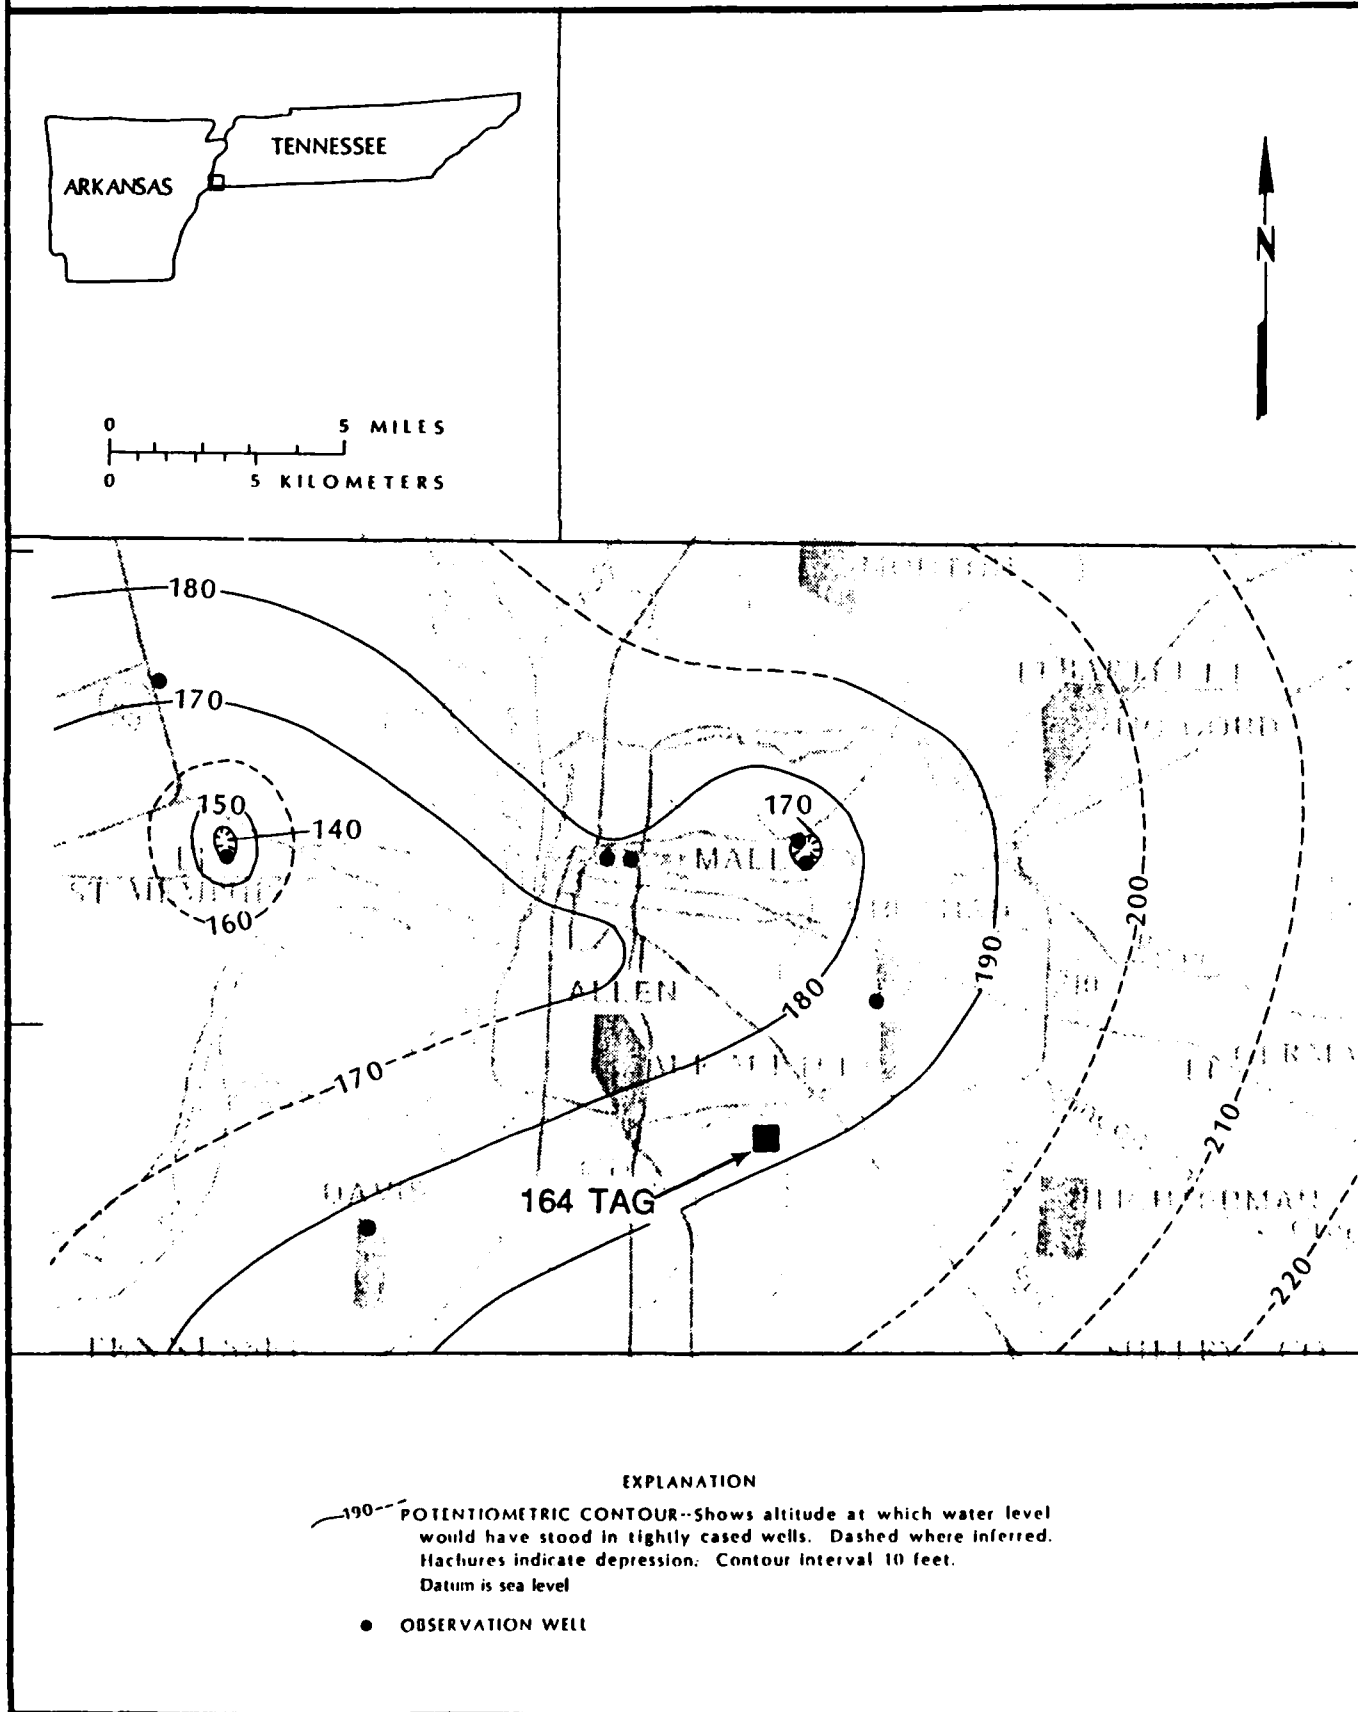 TENNESSEE
ARKANSAS
N
0 5 MILES
0 5 KILOMETERS
180
170
150
140
160
170
MALL
200
190
180
ALLEN
170
210
DAVIS
164 TAG
220
EXPLANATION
190 POTENTIOMETRIC CONTOUR--Shows altitude at which water level
would have stood in tightly cased wells. Dashed where inferred.
Hachures indicate depression. Contour interval 10 feet.
Datum is sea level
OBSERVATION WELL